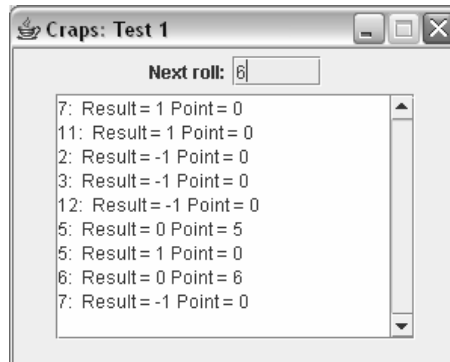 Craps: Test 1
Next roll: 6
7: Result = 1 Point = 0
11: Result = 1 Point = 0
2: Result = -1 Point = 0
3: Result = -1 Point = 0
12: Result = -1 Point = 0
5: Result = 0 Point = 5
5: Result = 1 Point = 0
6: Result = 0 Point = 6
7: Result = -1 Point = 0